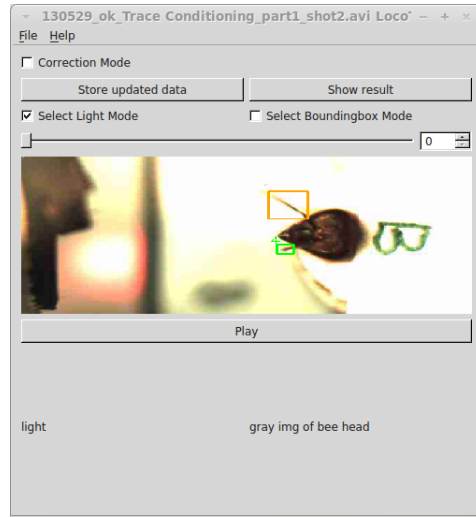 130529_ok_Trace Conditioning_part1_shot2.avi Loco
File Help
Correction Mode
Store updated data Show result
Select Light Mode Select Boundingbox Mode
0
B
Play
light gray img of bee head